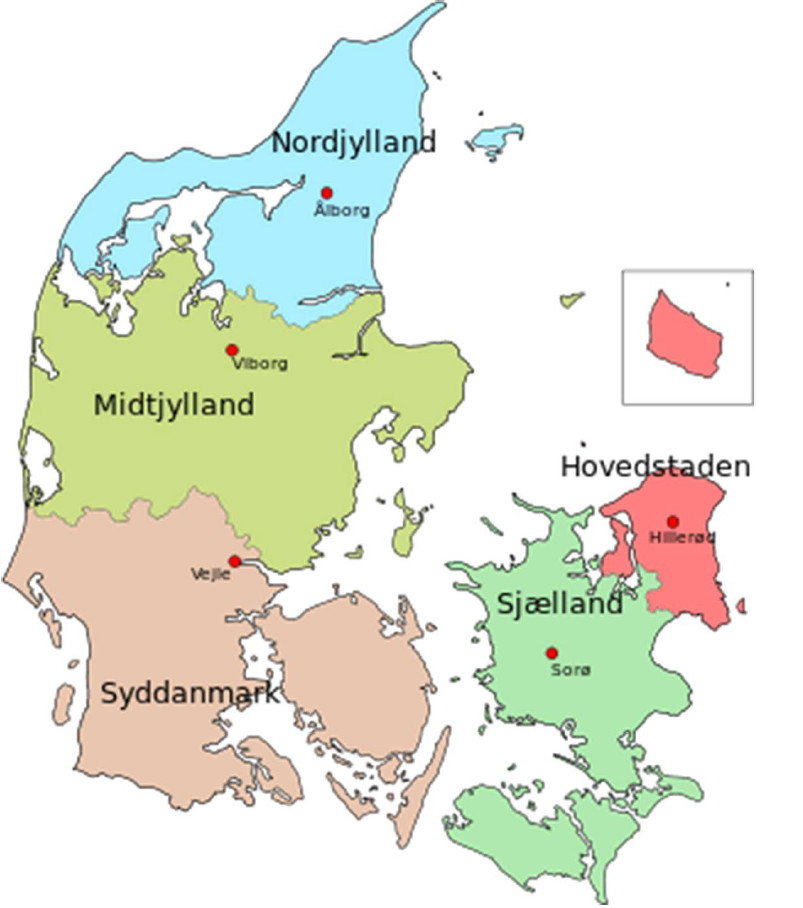 Nordjylland
Ålborg
Viborg
Midtjylland
Hovedstaden
Hillerød
Vejle
Sjælland
Sorø
Syddanmark